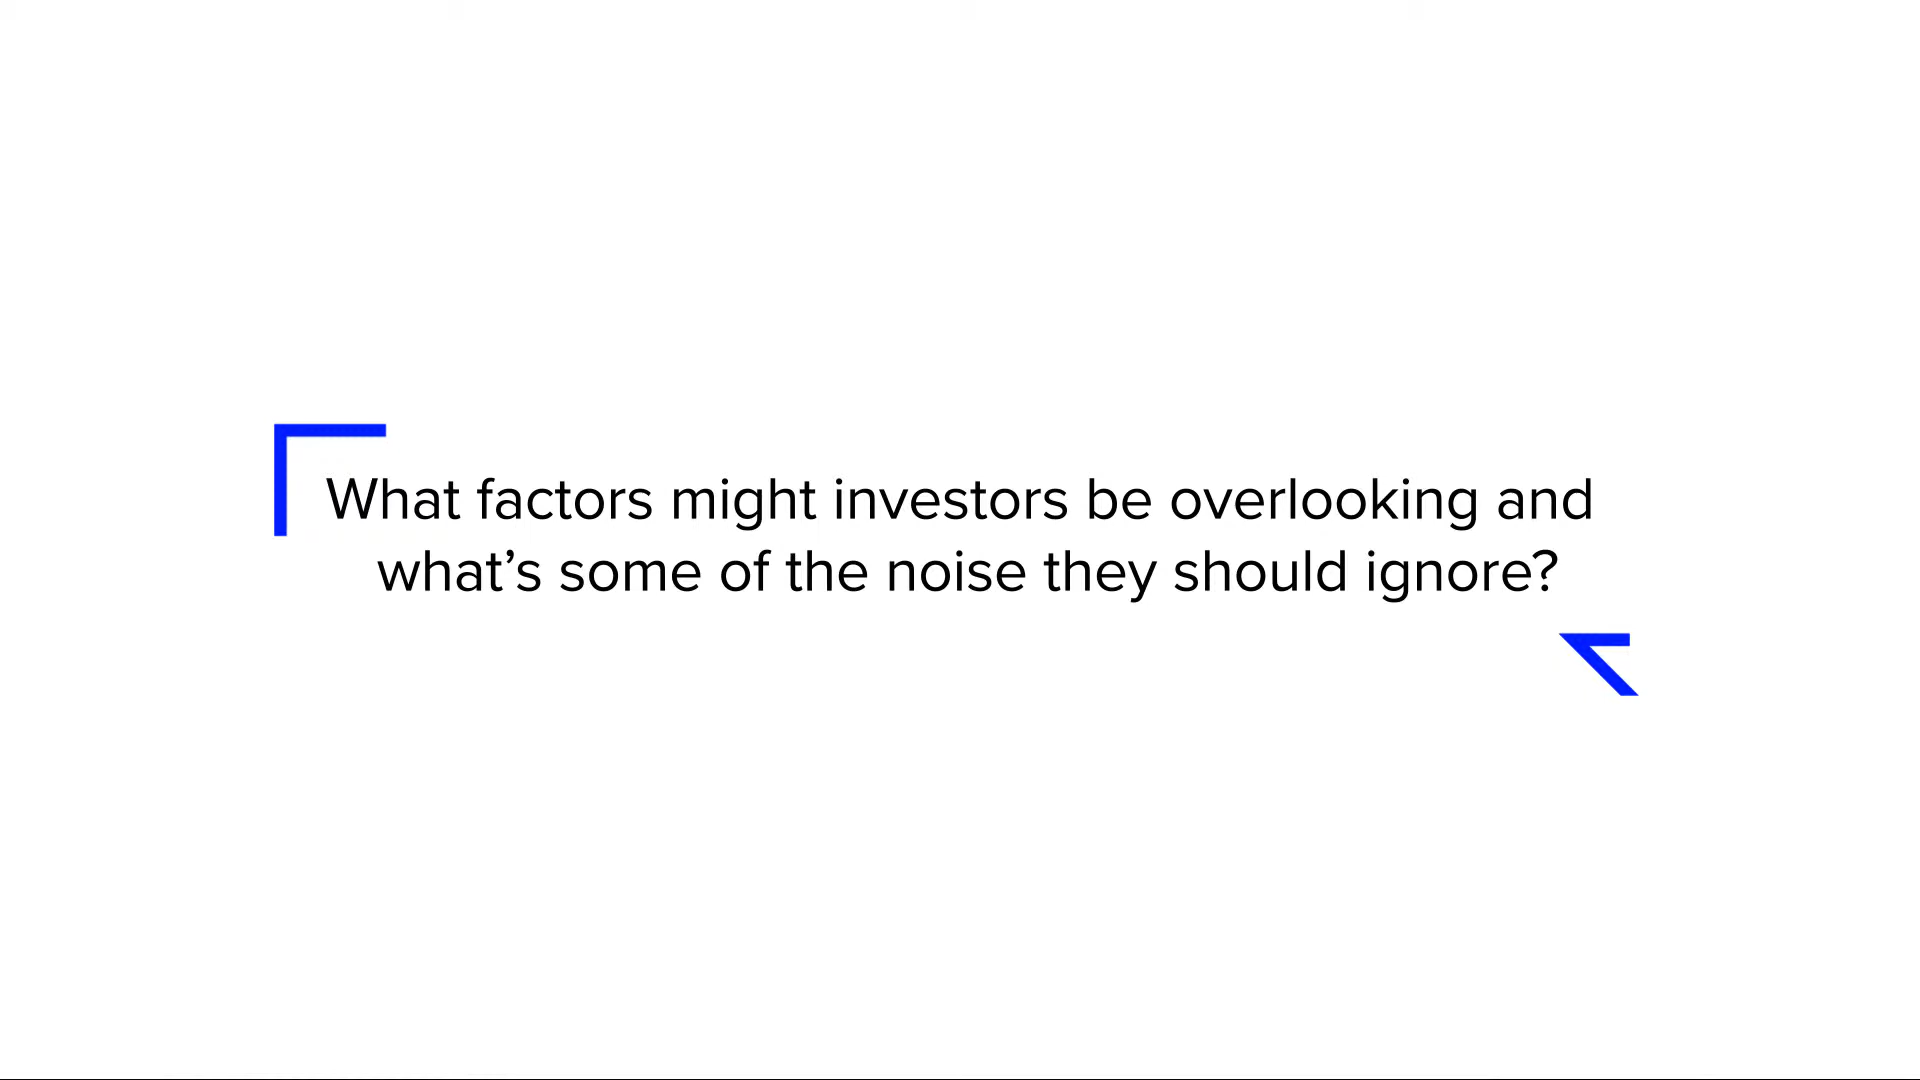 What factors might investors be overlooking and
what’s some of the noise they should ignore?